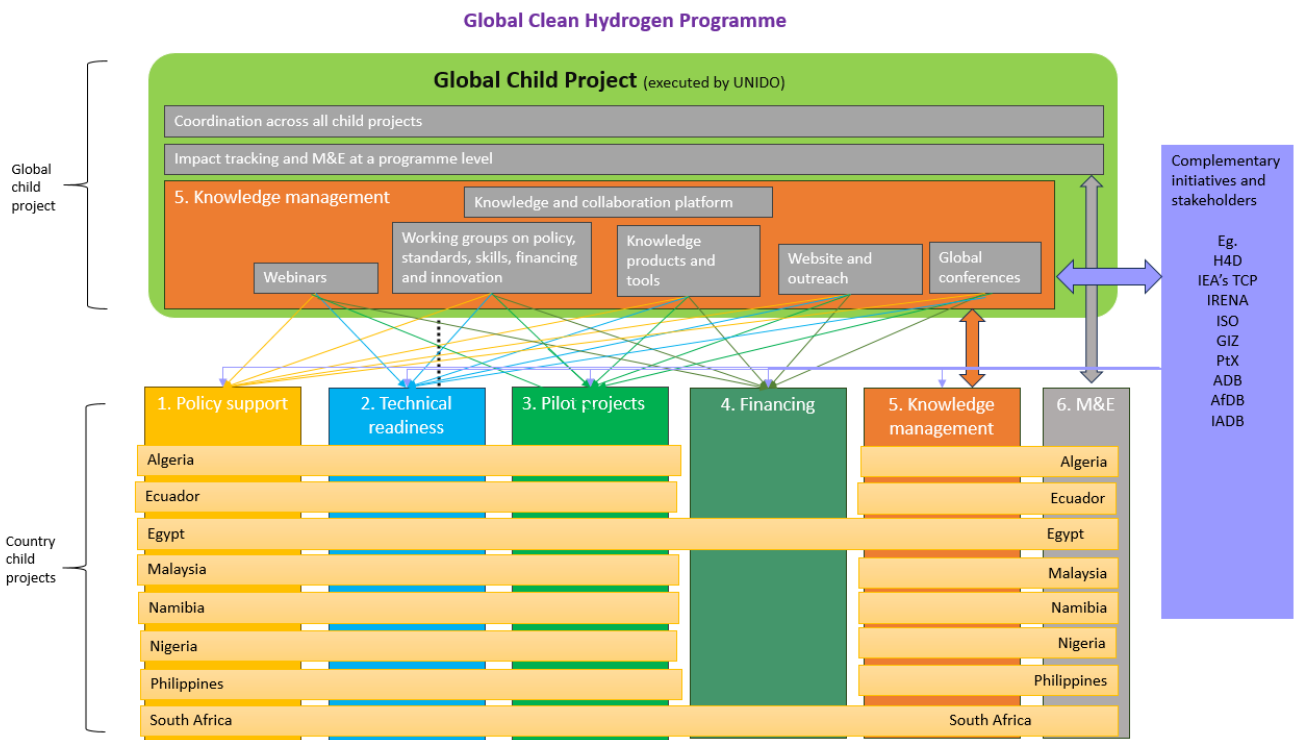 Global Clean Hydrogen Programme
Global Child Project (executed by UNIDO)
Coordination across all child projects
Impact tracking and M&E at a programme level
5. Knowledge management
Knowledge and collaboration platform
Webinars
Working groups on policy,
standards, skills, financing
and innovation
Knowledge
products and
tools
Website and
outreach
Global
conferences
Global
child
project
Complementary
initiatives and
stakeholders
Eg.
H4D
IEA's TCP
IRENA
ISO
GIZ
PtX
ADB
AfDB
IADB
1. Policy support
2. Technical
readiness
3. Pilot projects
4. Financing
5. Knowledge
management
6. M&E
Country
child
projects
Algeria
Algeria
Ecuador
Ecuador
Egypt
Egypt
Malaysia
Malaysia
Namibia
Namibia
Nigeria
Nigeria
Philippines
Philippines
South Africa
South Africa